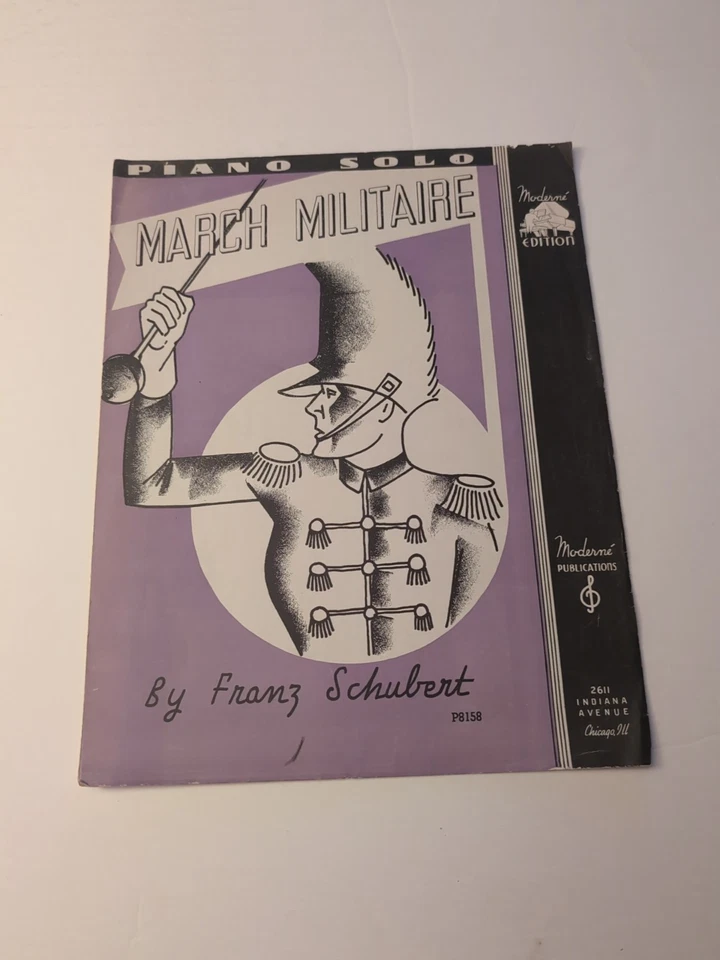 PIANO SOLO
MARCH MILITAIRE
By Franz Schubert
P8158
Moderné
EDITION
Moderné
PUBLICATIONS
2611
INDIANA
AVENUE
Chicago, Ill